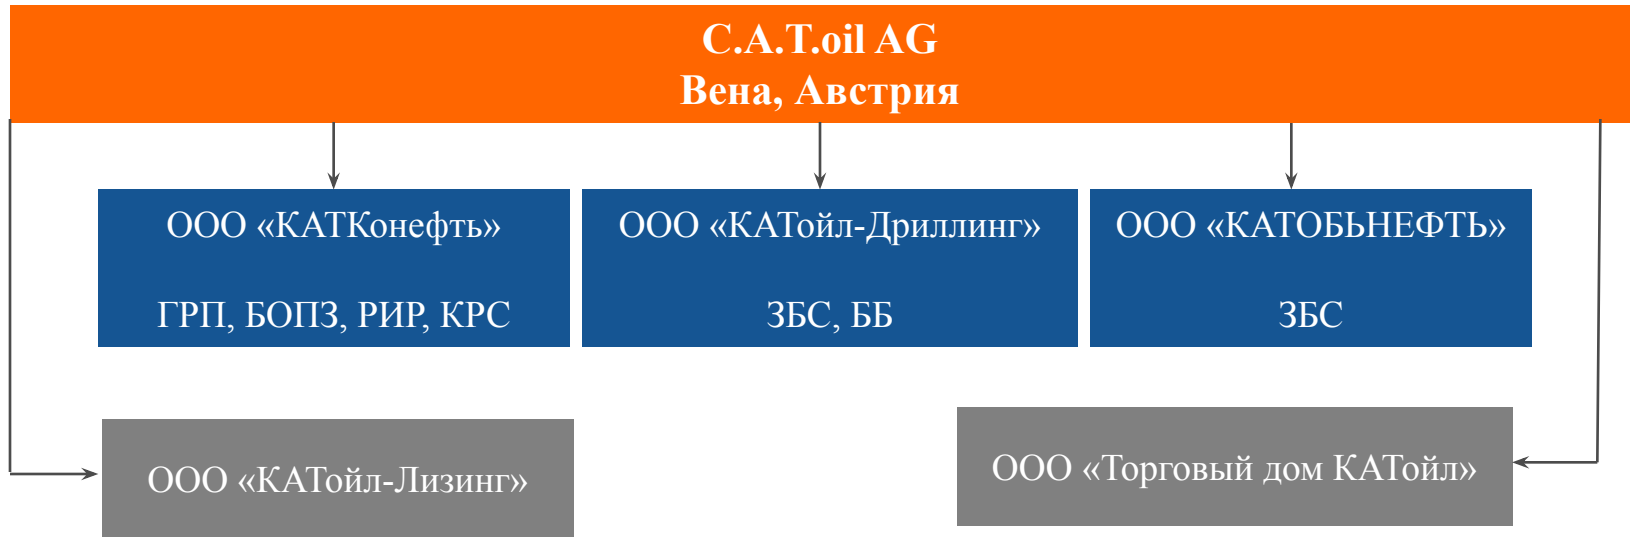 C.A.T.oil AG
Вена, Австрия
ООО «КАТКонефть»
ГРП, БОПЗ, РИР, КРС
ООО «КАТойл-Дриллинг»
ЗБС, ББ
ООО «КАТОБЬНЕФТЬ»
ЗБС
ООО «КАТойл-Лизинг»
ООО «Торговый дом КАТойл»